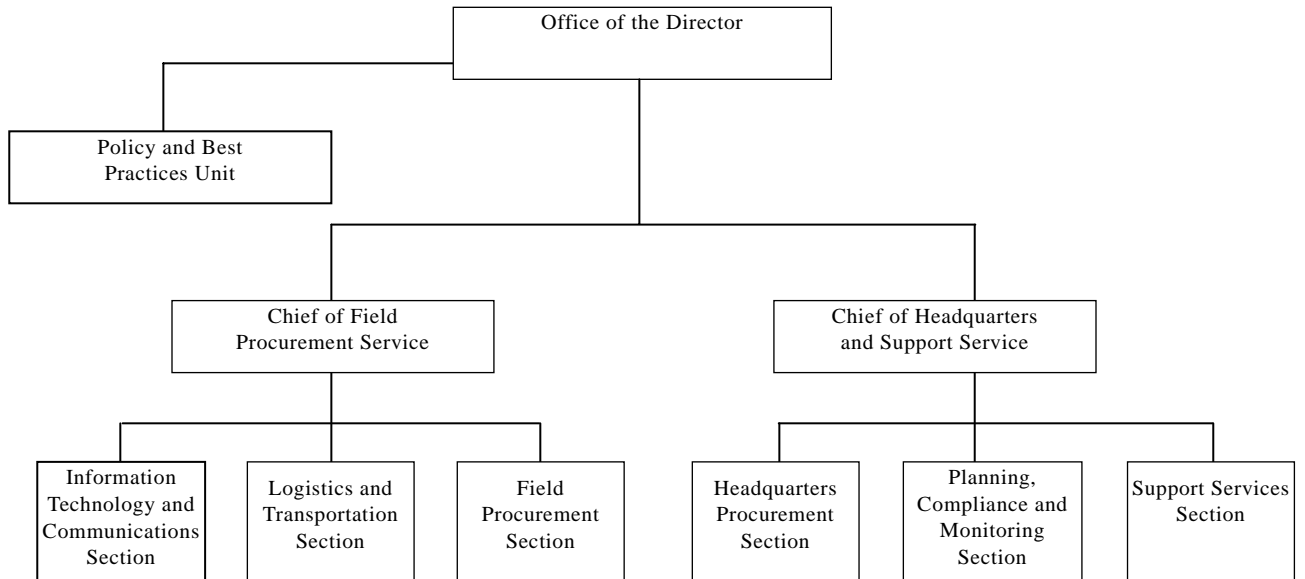 Office of the Director
Policy and Best
Practices Unit
Chief of Field
Procurement Service
Chief of Headquarters
and Support Service
Information
Technology and
Communications
Section
Logistics and
Transportation
Section
Field
Procurement
Section
Headquarters
Procurement
Section
Planning,
Compliance and
Monitoring
Section
Support Services
Section